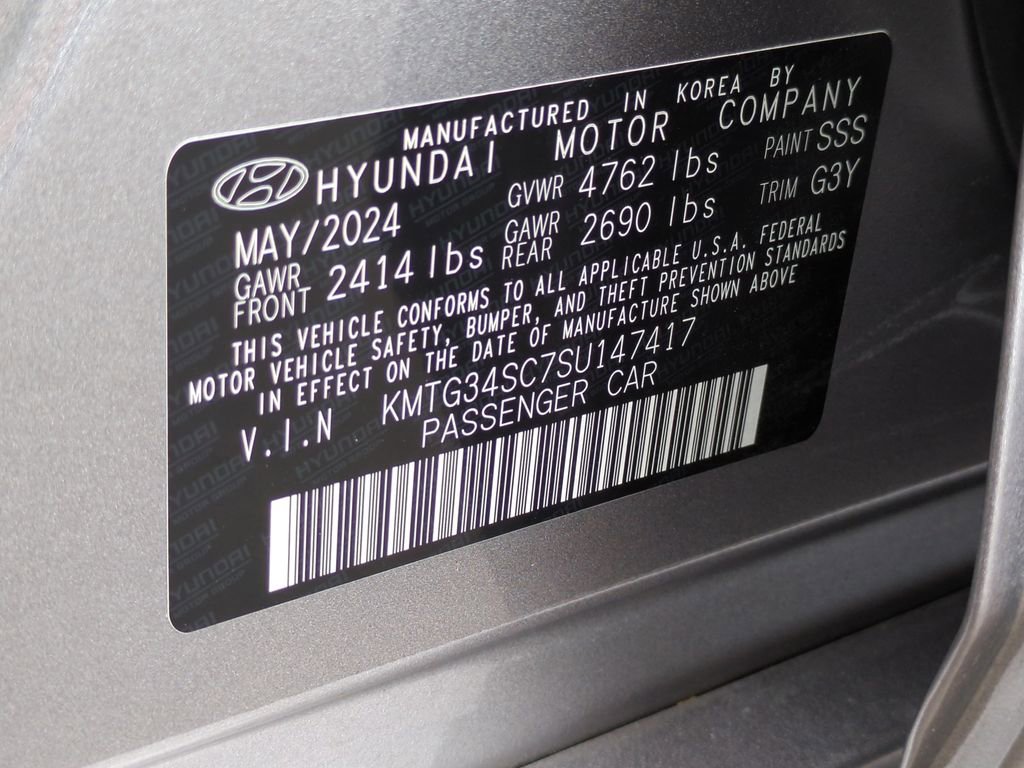 MANUFACTURED IN KOREA BY
HYUNDAI MOTOR COMPANY
MAY/2024 GVWR 4762 lbs PAINT SSS
GAWR FRONT 2414 lbs GAWR REAR 2690 lbs TRIM G3Y
THIS VEHICLE CONFORMS TO ALL APPLICABLE U.S.A. FEDERAL
MOTOR VEHICLE SAFETY, BUMPER, AND THEFT PREVENTION STANDARDS
IN EFFECT ON THE DATE OF MANUFACTURE SHOWN ABOVE
V.I.N KMTG34SC7SU147417
PASSENGER CAR